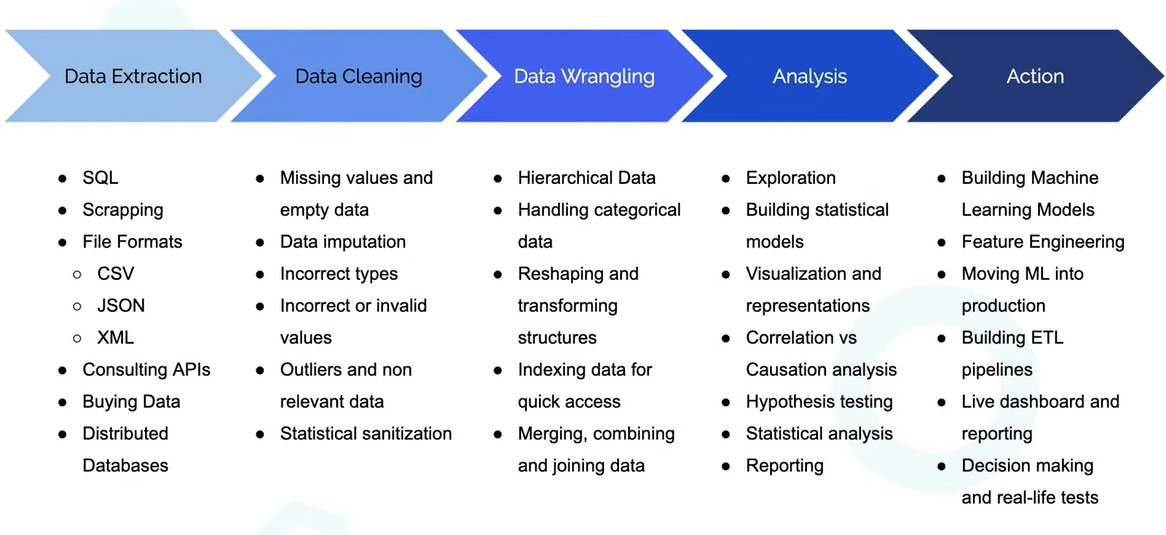 Data Extraction
Data Cleaning
Data Wrangling
Analysis
Action
● SQL
● Scrapping
● File Formats
○ CSV
○ JSON
○ XML
● Consulting APIs
● Buying Data
● Distributed
Databases
● Missing values and
empty data
● Data imputation
● Incorrect types
● Incorrect or invalid
values
● Outliers and non
relevant data
● Statistical sanitization
● Hierarchical Data
● Handling categorical
data
● Reshaping and
transforming
structures
● Indexing data for
quick access
● Merging, combining
and joining data
● Exploration
● Building statistical
models
● Visualization and
representations
● Correlation vs
Causation analysis
● Hypothesis testing
● Statistical analysis
● Reporting
● Building Machine
Learning Models
● Feature Engineering
● Moving ML into
production
● Building ETL
pipelines
● Live dashboard and
reporting
● Decision making
and real-life tests